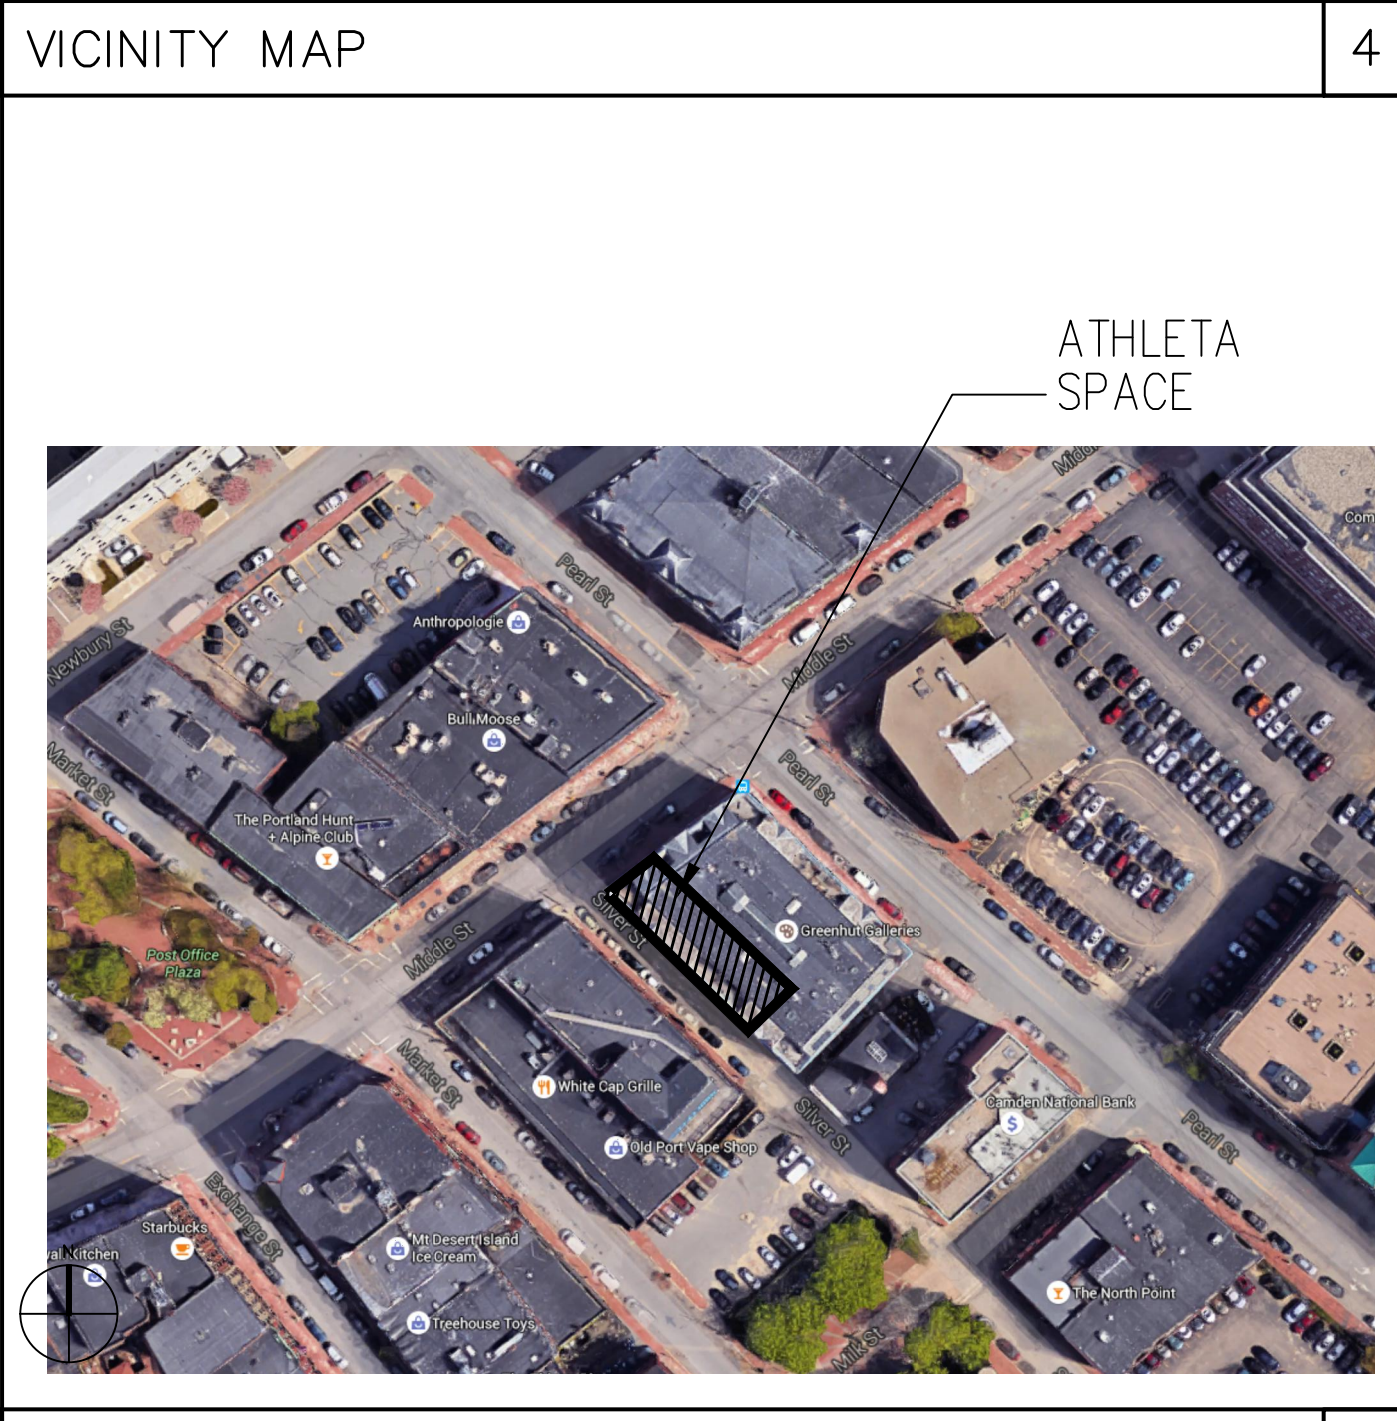 VICINITY MAP
4
ATHLETA
SPACE
Pearl St
Anthropologie
Newbury St
Middle St
Bull Moose
Market St
Pearl St
The Portland Hunt
+ Alpine Club
Silver St
Greenhut Galleries
Middle St
Post Office
Plaza
Market St
White Cap Grille
Camden National Bank
$
Silver St
Pearl St
Old Port Vape Shop
Exchange St
Starbucks
Mt Desert Island
Ice Cream
Kitchen
N
The North Point
Treehouse Toys
Milk St